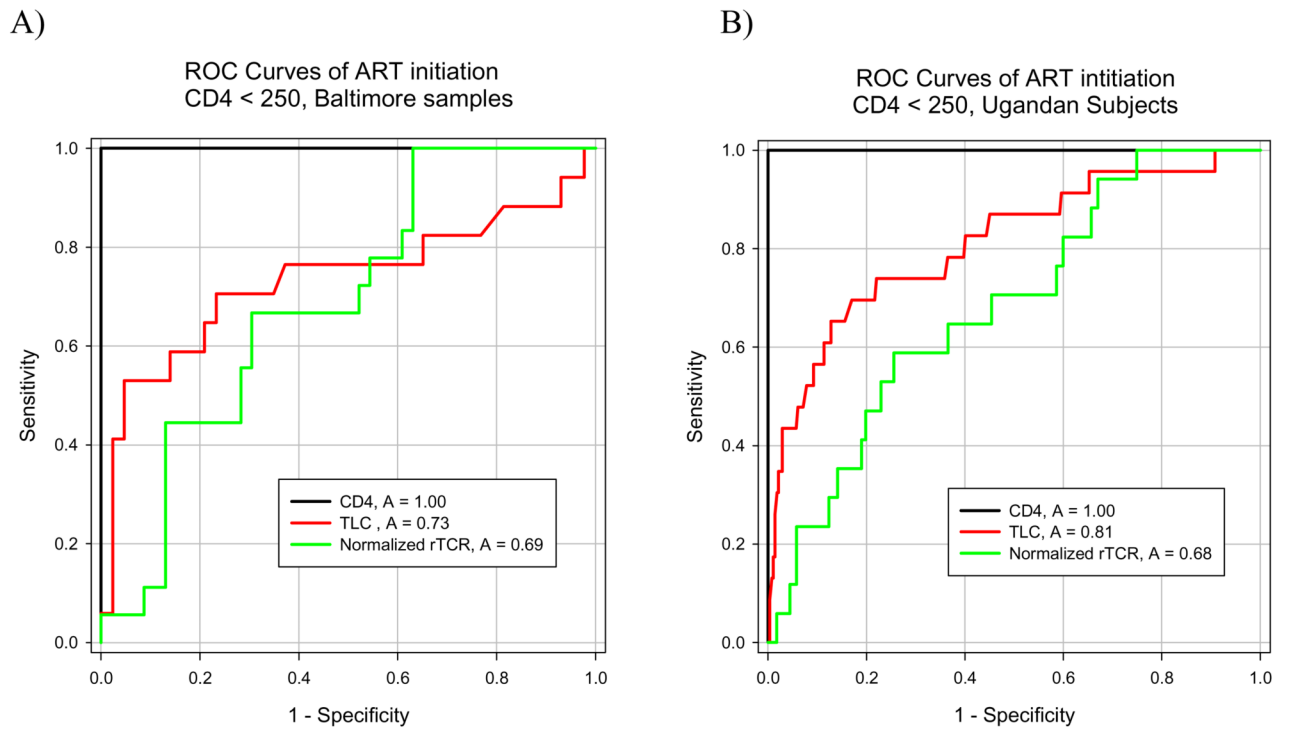 A)
ROC Curves of ART initiation
CD4 < 250, Baltimore samples
1.0
0.8
0.6
0.4
0.2
0.0
Sensitivity
CD4, A = 1.00
TLC , A = 0.73
Normalized rTCR, A = 0.69
0.0 0.2 0.4 0.6 0.8 1.0
1 - Specificity
B)
ROC Curves of ART intitiation
CD4 < 250, Ugandan Subjects
1.0
0.8
0.6
0.4
0.2
0.0
Sensitivity
CD4, A = 1.00
TLC, A = 0.81
Normalized rTCR, A = 0.68
0.0 0.2 0.4 0.6 0.8 1.0
1 - Specificity